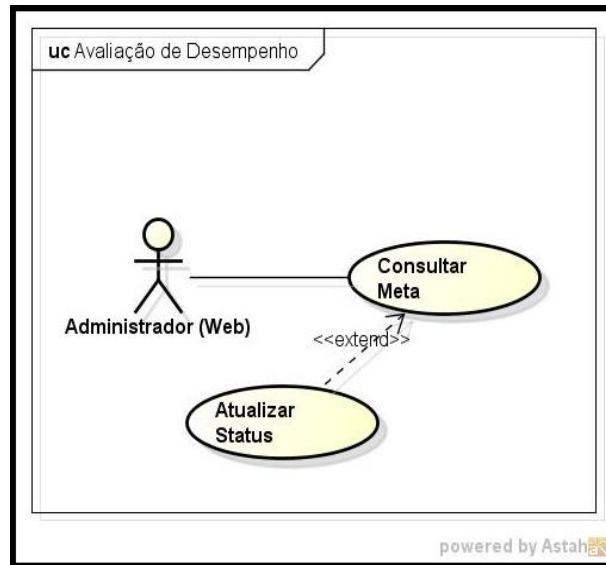 uc Avaliação de Desempenho
Consultar
Meta
Administrador (Web)
<<extend>>
Atualizar
Status
powered by Astah